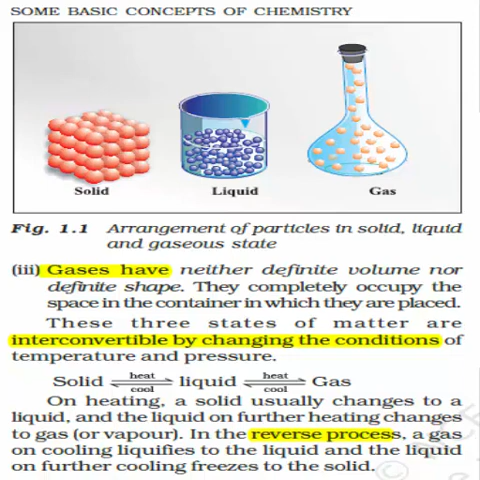 SOME BASIC CONCEPTS OF CHEMISTRY
Solid Liquid Gas
Fig. 1.1 Arrangement of particles in solid, liquid
and gaseous state
(iii) Gases have neither definite volume nor
definite shape. They completely occupy the
space in the container in which they are placed.
These three states of matter are
interconvertible by changing the conditions of
temperature and pressure.
Solid ⇌ heat cool liquid ⇌ heat cool Gas
On heating, a solid usually changes to a
liquid, and the liquid on further heating changes
to gas (or vapour). In the reverse process, a gas
on cooling liquifies to the liquid and the liquid
on further cooling freezes to the solid.